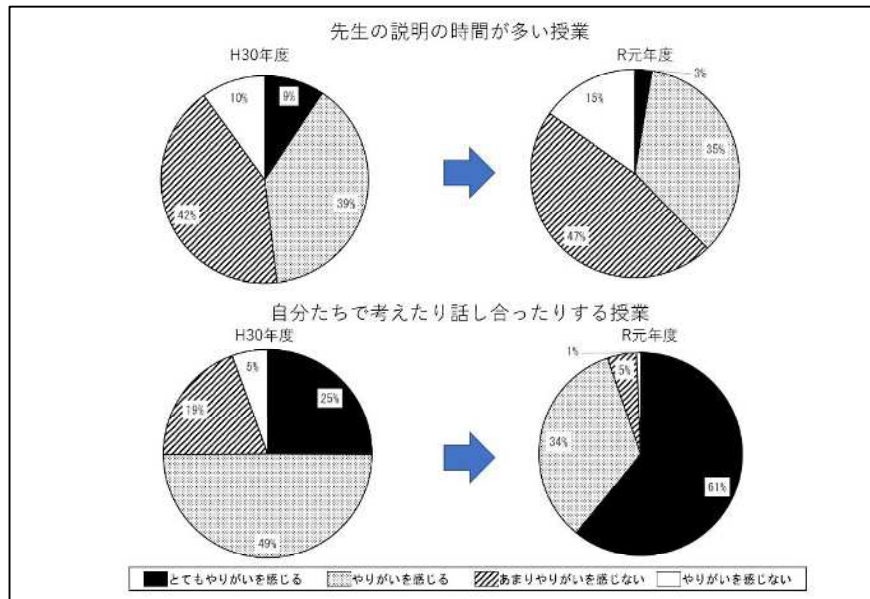 先生の説明の時間が多い授業
H30年度
R元年度
10%
9%
39%
42%
15%
3%
35%
47%
自分たちで考えたり話し合ったりする授業
H30年度
R元年度
5%
25%
19%
49%
1%
5%
34%
61%
とてもやりがいを感じる
やりがいを感じる
あまりやりがいを感じない
やりがいを感じない